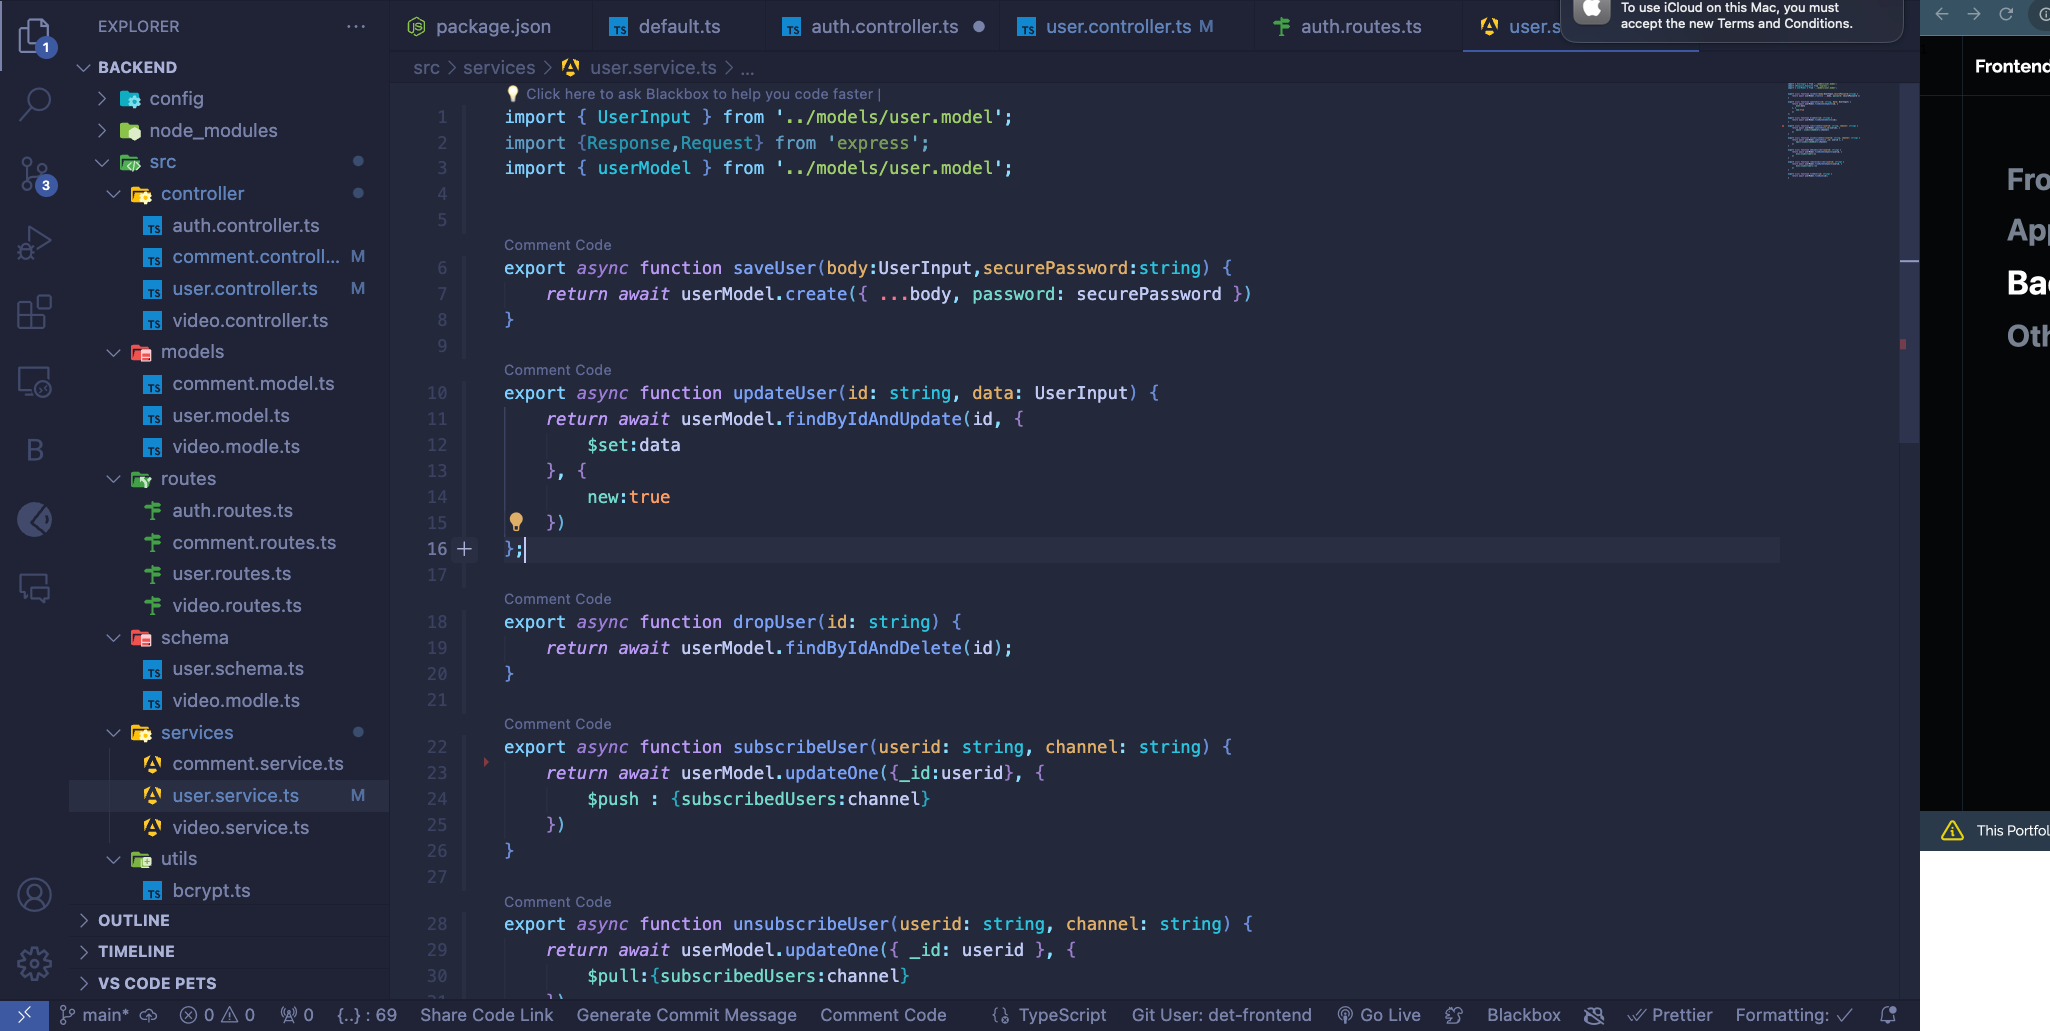 EXPLORER
BACKEND
config
node_modules
src
controller
auth.controller.ts
comment.controll... M
user.controller.ts M
video.controller.ts
models
comment.model.ts
user.model.ts
video.modle.ts
routes
auth.routes.ts
comment.routes.ts
user.routes.ts
video.routes.ts
schema
user.schema.ts
video.modle.ts
services
comment.service.ts
user.service.ts M
video.service.ts
utils
bcrypt.ts
OUTLINE
TIMELINE
VS CODE PETS
1
3
B
package.json
default.ts
auth.controller.ts
user.controller.ts M
auth.routes.ts
user.s
src > services > user.service.ts > ...
Click here to ask Blackbox to help you code faster |
1 import { UserInput } from '../models/user.model';
2 import {Response,Request} from 'express';
3 import { userModel } from '../models/user.model';
4
5
Comment Code
6 export async function saveUser(body:UserInput,securePassword:string) {
7 return await userModel.create({ ...body, password: securePassword })
8 }
9
Comment Code
10 export async function updateUser(id: string, data: UserInput) {
11 return await userModel.findByIdAndUpdate(id, {
12 $set:data
13 }, {
14 new:true
15 })
16 };
17
Comment Code
18 export async function dropUser(id: string) {
19 return await userModel.findByIdAndDelete(id);
20 }
21
Comment Code
22 export async function subscribeUser(userid: string, channel: string) {
23 return await userModel.updateOne({_id:userid}, {
24 $push : {subscribedUsers:channel}
25 })
26 }
27
Comment Code
28 export async function unsubscribeUser(userid: string, channel: string) {
29 return await userModel.updateOne({ _id: userid }, {
30 $pull:{subscribedUsers:channel}
31 })
To use iCloud on this Mac, you must
accept the new Terms and Conditions.
Frontend
Fro
App
Bac
Oth
This Portfol
main* 0 0 0 {..} : 69 Share Code Link Generate Commit Message Comment Code TypeScript Git User: det-frontend Go Live Blackbox Prettier Formatting: ✓